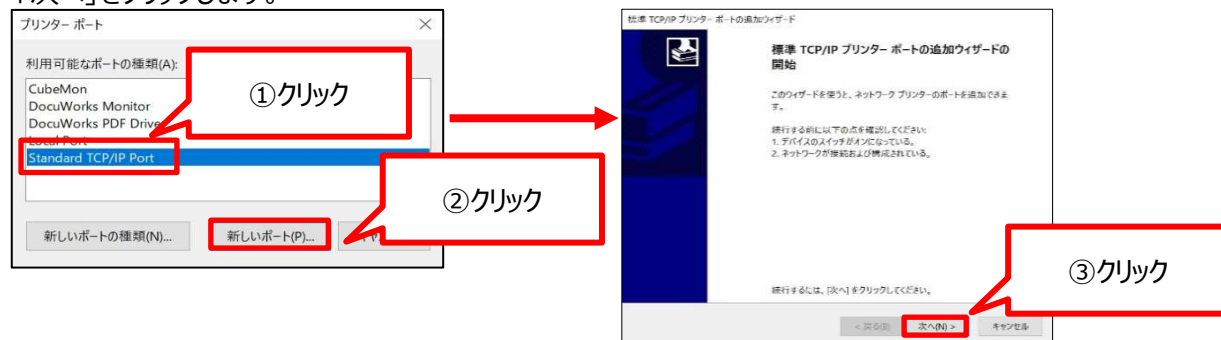 次へ」をクリックします。
プリンター ポート
利用可能なポートの種類(A):
CubeMon
DocuWorks Monitor
DocuWorks PDF Drive
Local Port
Standard TCP/IP Port
新しいポートの種類(N)...
新しいポート(P)...
①クリック
②クリック
標準 TCP/IP プリンター ポートの追加ウィザード
標準 TCP/IP プリンター ポートの追加ウィザードの
開始
このウィザードを使うと、ネットワーク プリンターのポートを追加できま
す。
続行する前に以下の点を確認してください:
1. デバイスのスイッチがオンになっている。
2. ネットワークが接続および構成されている。
続行するには、[次へ] をクリックしてください。
< 戻る(B)
次へ(N) >
キャンセル
③クリック